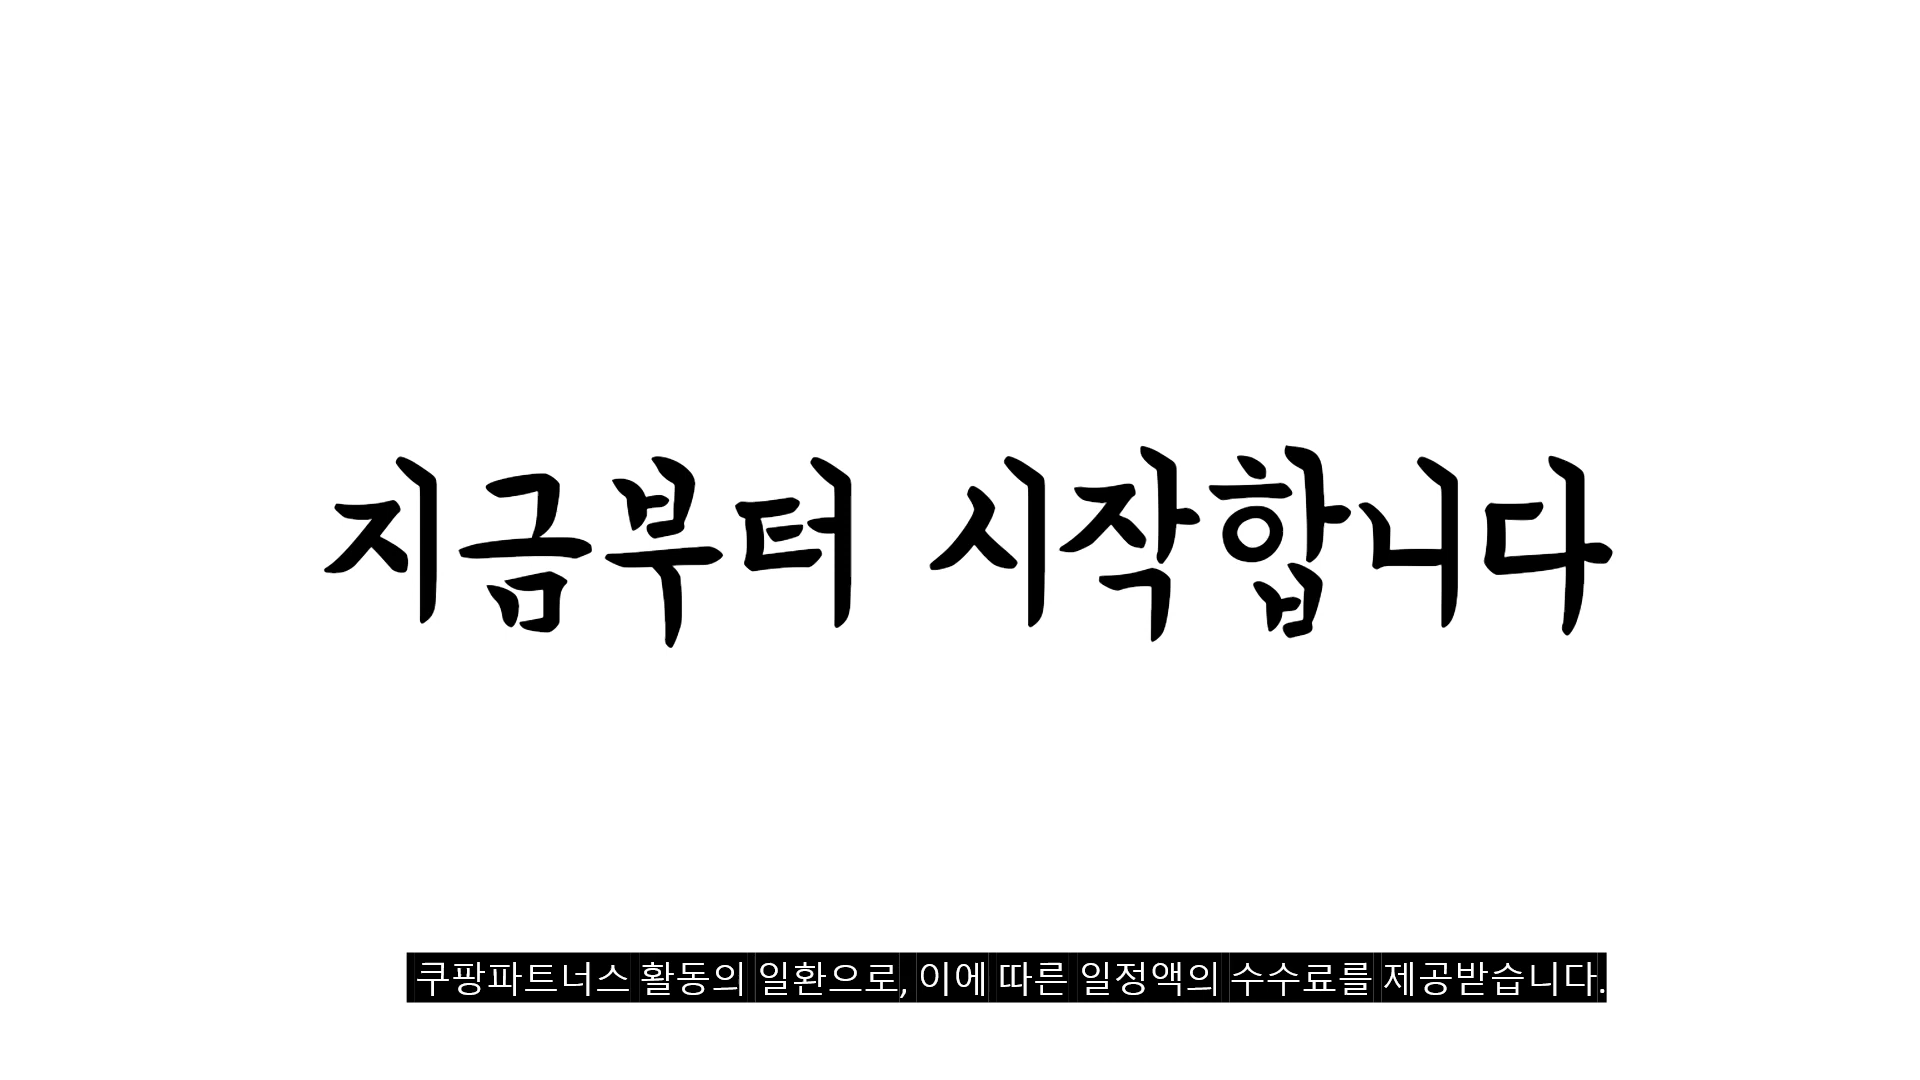 지금부터 시작합니다
쿠팡파트너스 활동의 일환으로, 이에 따른 일정액의 수수료를 제공받습니다.